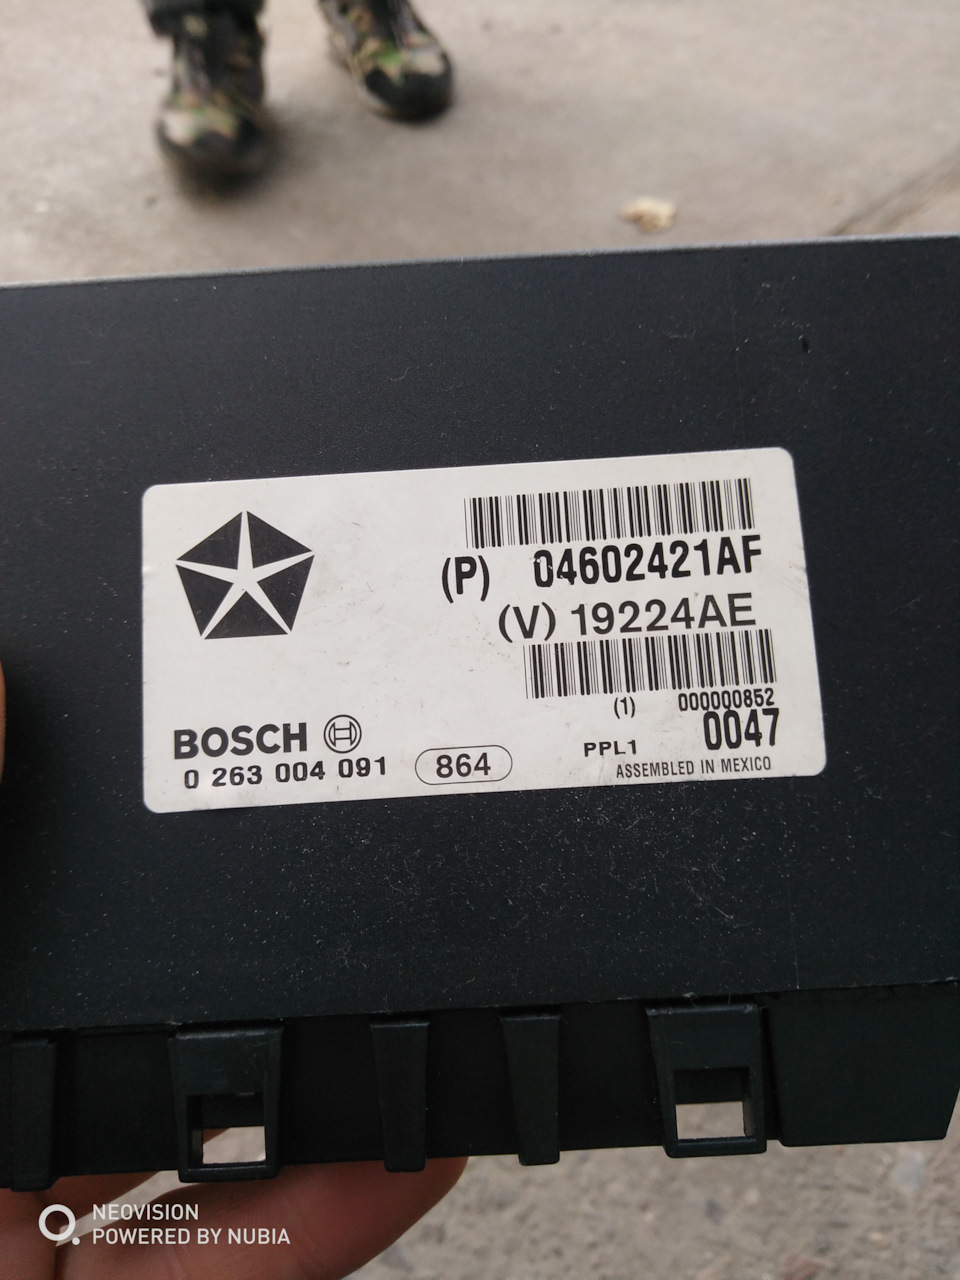 (P) 04602421AF
(V) 19224AE
(1) 000000852
BOSCH
0 263 004 091
864
PPL1
0047
ASSEMBLED IN MEXICO
NEOVISION
POWERED BY NUBIA